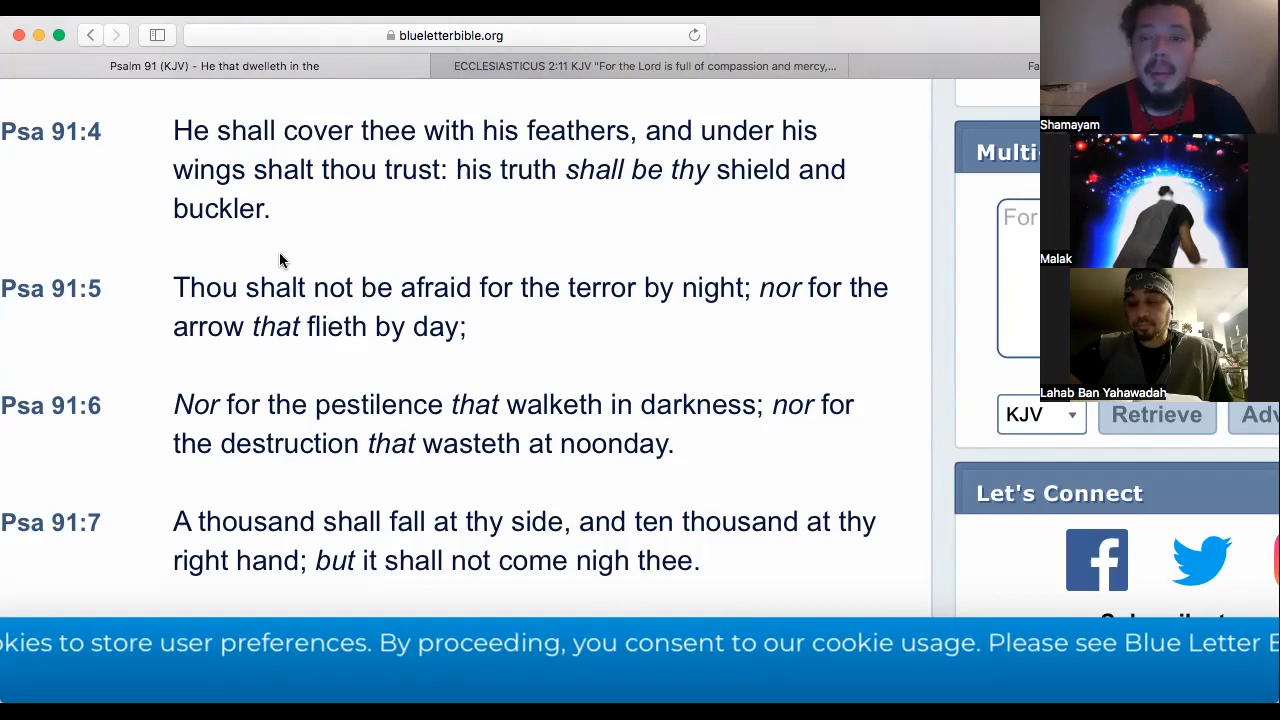 blueletterbible.org
Psalm 91 (KJV) - He that dwelleth in the
ECCLESIASTICUS 2:11 KJV "For the Lord is full of compassion and mercy,...
Fa
Shamayam
Psa 91:4 He shall cover thee with his feathers, and under his
wings shalt thou trust: his truth shall be thy shield and
buckler.
Multi
For
Malak
Psa 91:5 Thou shalt not be afraid for the terror by night; nor for the
arrow that flieth by day;
Lahab Ban Yahawadah
Psa 91:6 Nor for the pestilence that walketh in darkness; nor for
the destruction that wasteth at noonday.
KJV Retrieve Adv
Let's Connect
Psa 91:7 A thousand shall fall at thy side, and ten thousand at thy
right hand; but it shall not come nigh thee.
okies to store user preferences. By proceeding, you consent to our cookie usage. Please see Blue Letter B